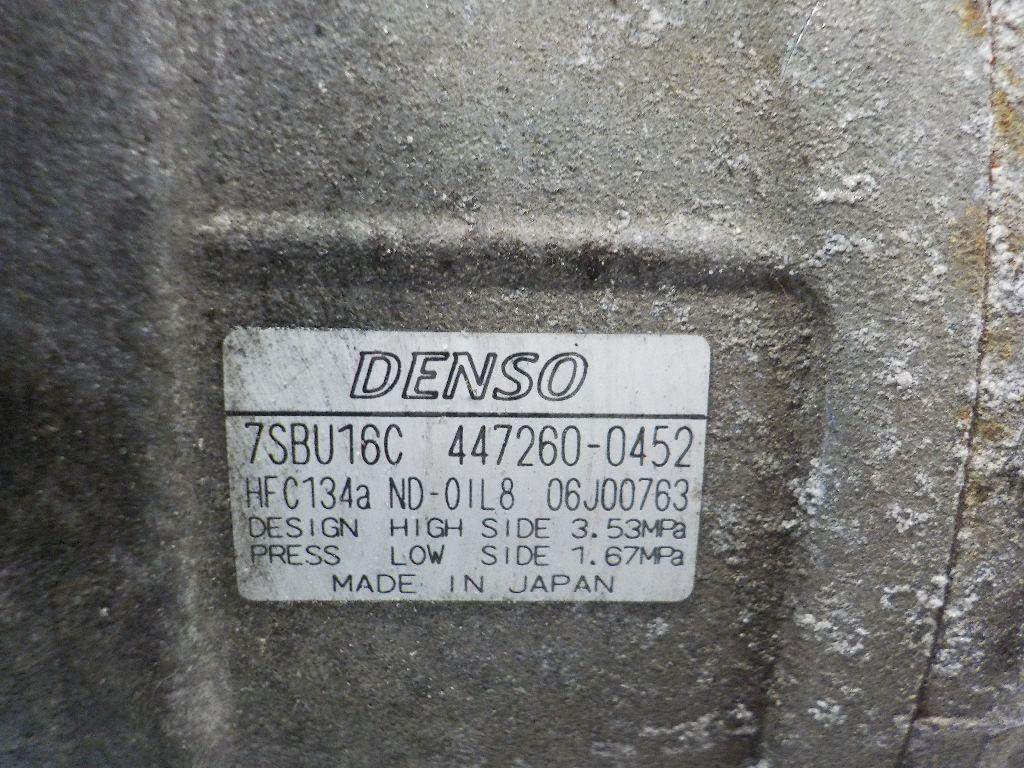 DENSO
7SBU16C 447260-0452
HFC134a ND-OIL8 06J00763
DESIGN HIGH SIDE 3.53MPa
PRESS LOW SIDE 1.67MPa
MADE IN JAPAN